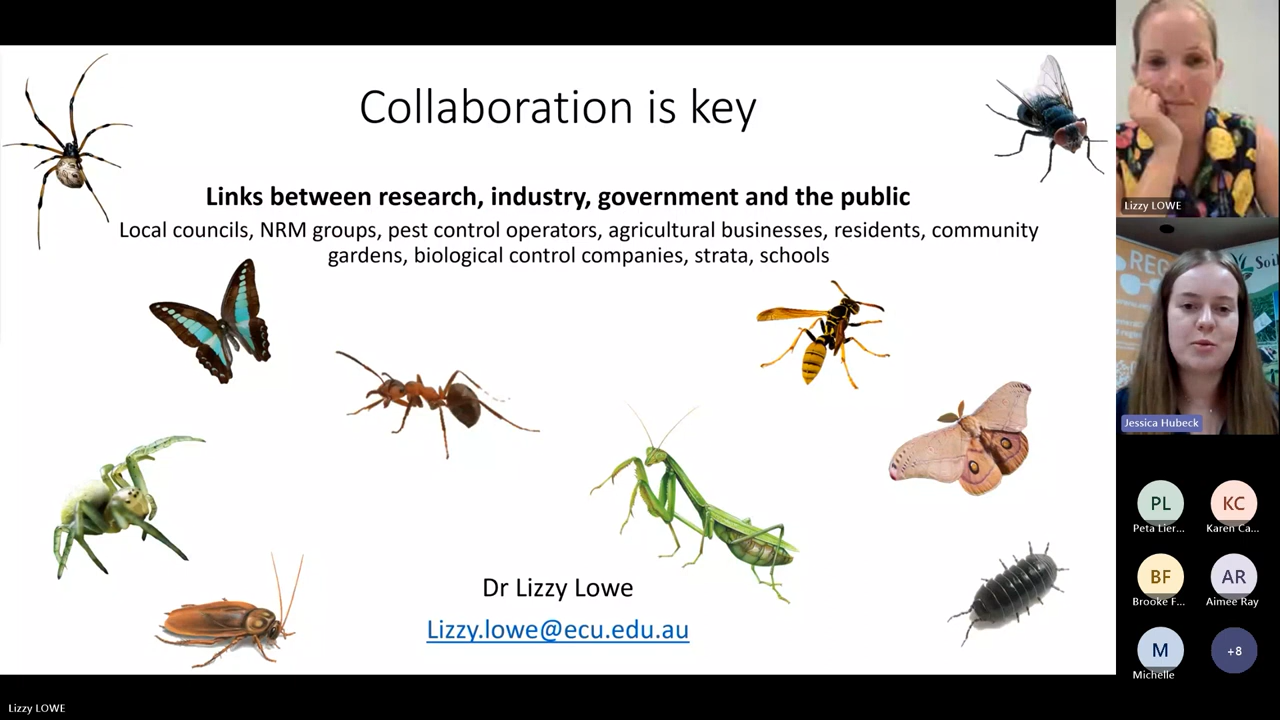 Collaboration is key
Links between research, industry, government and the public
Local councils, NRM groups, pest control operators, agricultural businesses, residents, community
gardens, biological control companies, strata, schools
Dr Lizzy Lowe
Lizzy.lowe@ecu.edu.au
Lizzy LOWE
REG
Soi
Jessica Hubeck
PL
KC
Peta Lier...
Karen Ca...
BF
AR
Brooke F...
Aimee Ray
M
+8
Michelle
Lizzy LOWE